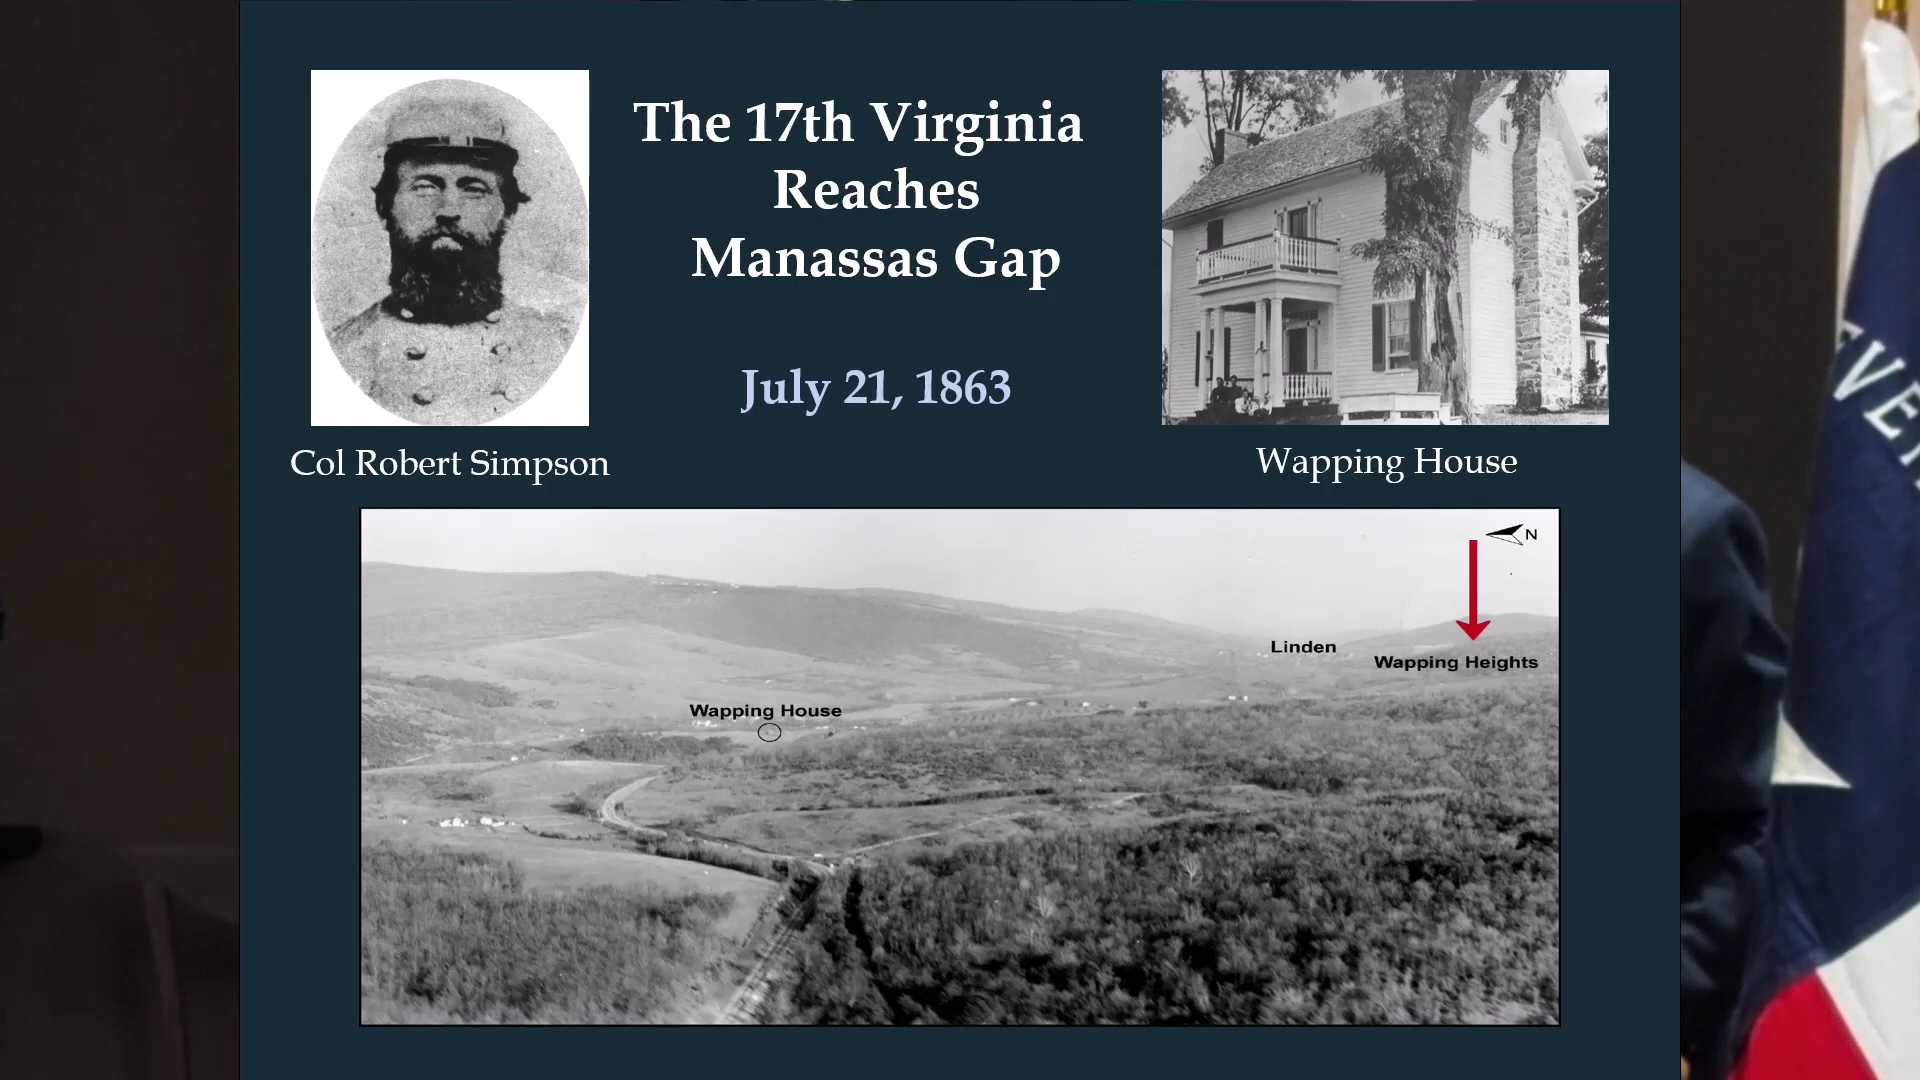 The 17th Virginia
Reaches
Manassas Gap
July 21, 1863
Col Robert Simpson
Wapping House
N
Linden
Wapping Heights
Wapping House